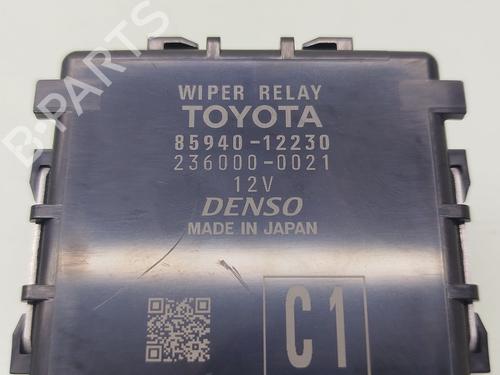 WIPER RELAY
TOYOTA
85940-12230
236000-0021
12V
DENSO
MADE IN JAPAN
C1
B-PARTS